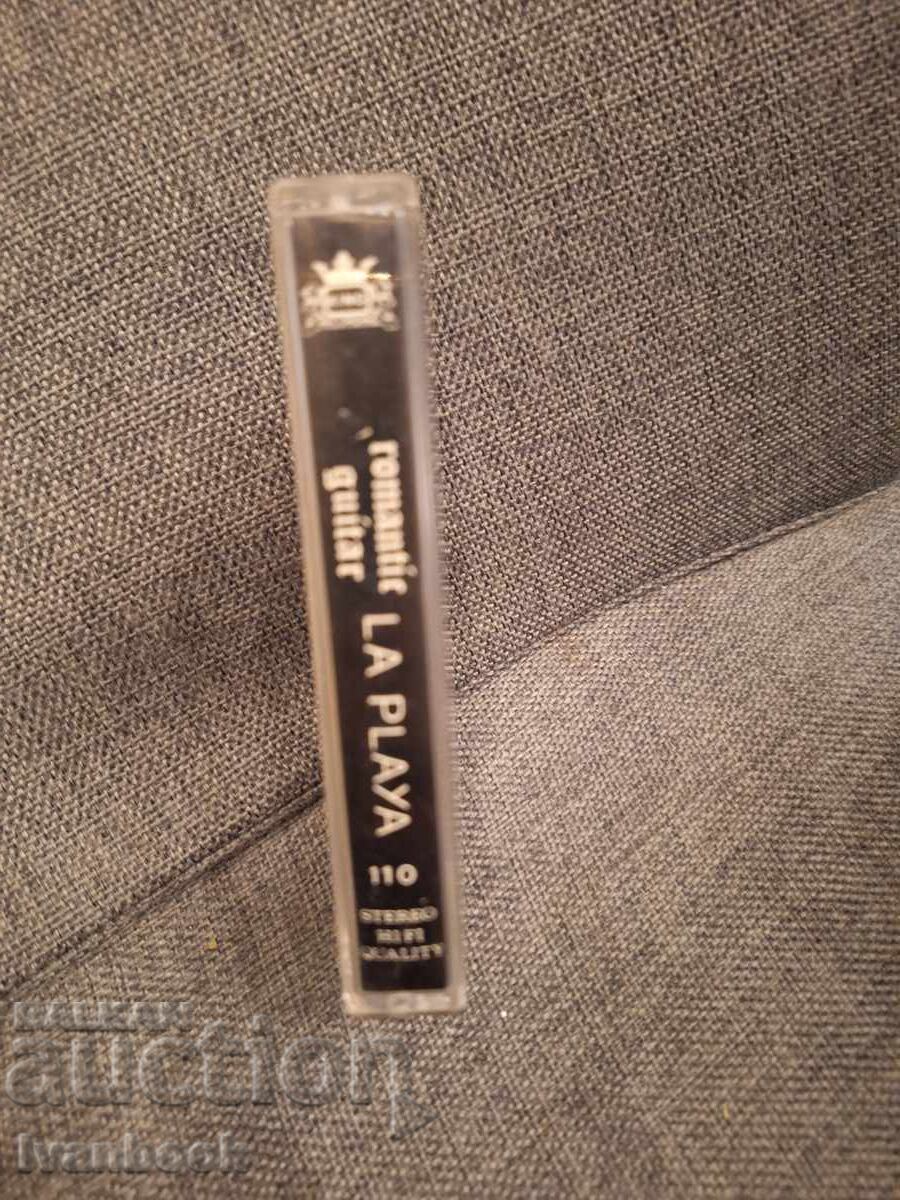 romantic
guitar
LA PLAYA
110
STEREO
HI FI
QUALITY
BALKAN
auction
Ivanbook